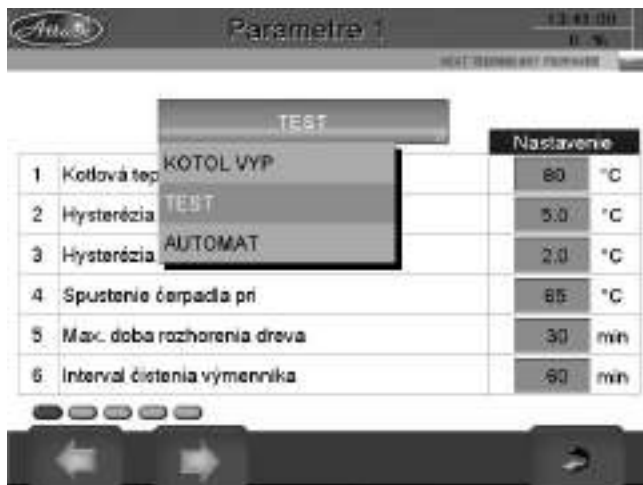 Parametre 1
13:41:00
0 %
TEST
Nastavenie
KOTOL VYP
TEST
AUTOMAT
1 Kotlová tep 80 °C
2 Hysterézia 5.0 °C
3 Hysterézia 2.0 °C
4 Spustenie čerpadla pri 65 °C
5 Max. doba rozhorenia dreva 30 min
6 Interval čistenia výmenníka 60 min